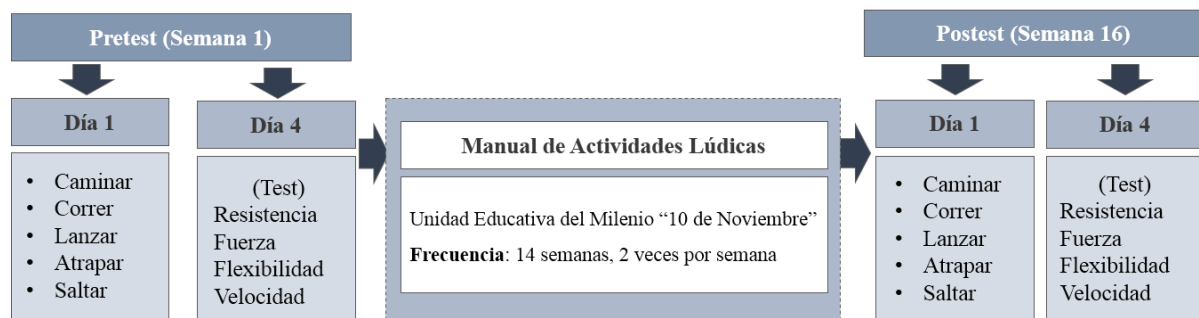 Pretest (Semana 1)
Día 1
• Caminar
• Correr
• Lanzar
• Atrapar
• Saltar
Día 4
(Test)
Resistencia
Fuerza
Flexibilidad
Velocidad
Manual de Actividades Lúdicas
Unidad Educativa del Milenio “10 de Noviembre”
Frecuencia: 14 semanas, 2 veces por semana
Postest (Semana 16)
Día 1
• Caminar
• Correr
• Lanzar
• Atrapar
• Saltar
Día 4
(Test)
Resistencia
Fuerza
Flexibilidad
Velocidad